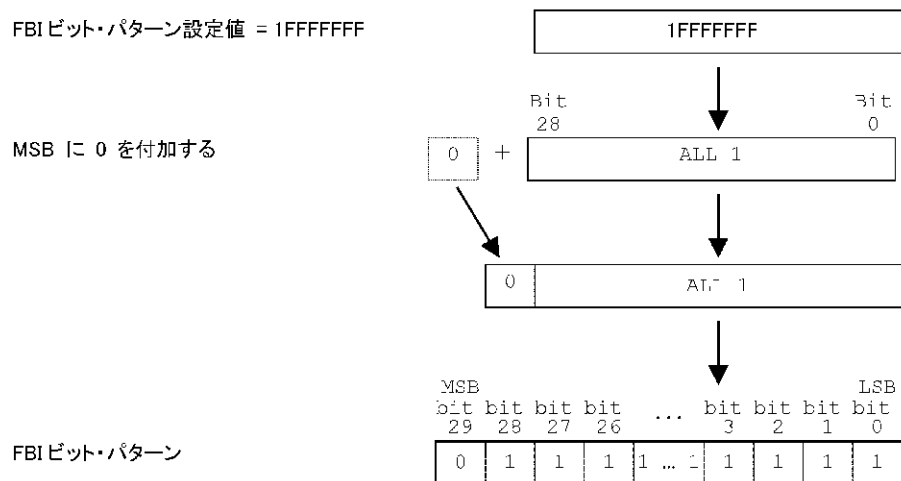 FBIビット・パターン設定値 = 1FFFFFFF
1FFFFFFF
Bit 28
Bit 0
MSB に 0 を付加する
0 + ALL 1
0 ALL 1
MSB LSB
bit bit bit bit ... bit bit bit bit
29 28 27 26 3 2 1 0
FBIビット・パターン
0 1 1 1 1 ... 1 1 1 1 1